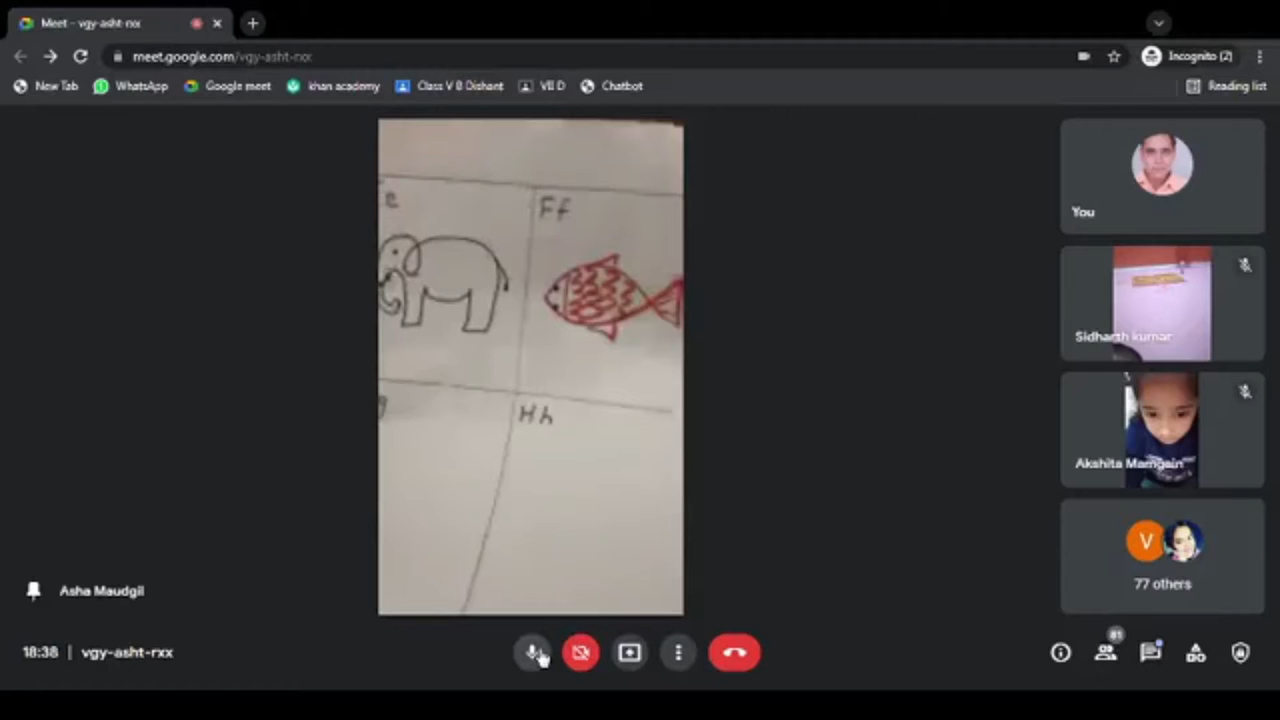 Meet - vgy-asht-rxx
meet.google.com/vgy-asht-rxx
Incognito (2)
New Tab
WhatsApp
Google meet
khan academy
Class V B Dishant
VII D
Chatbot
Reading list
Ff
Hh
You
Sidharth kumar
Akshita Mamgain
V
77 others
Asha Maudgil
18:38 | vgy-asht-rxx
81